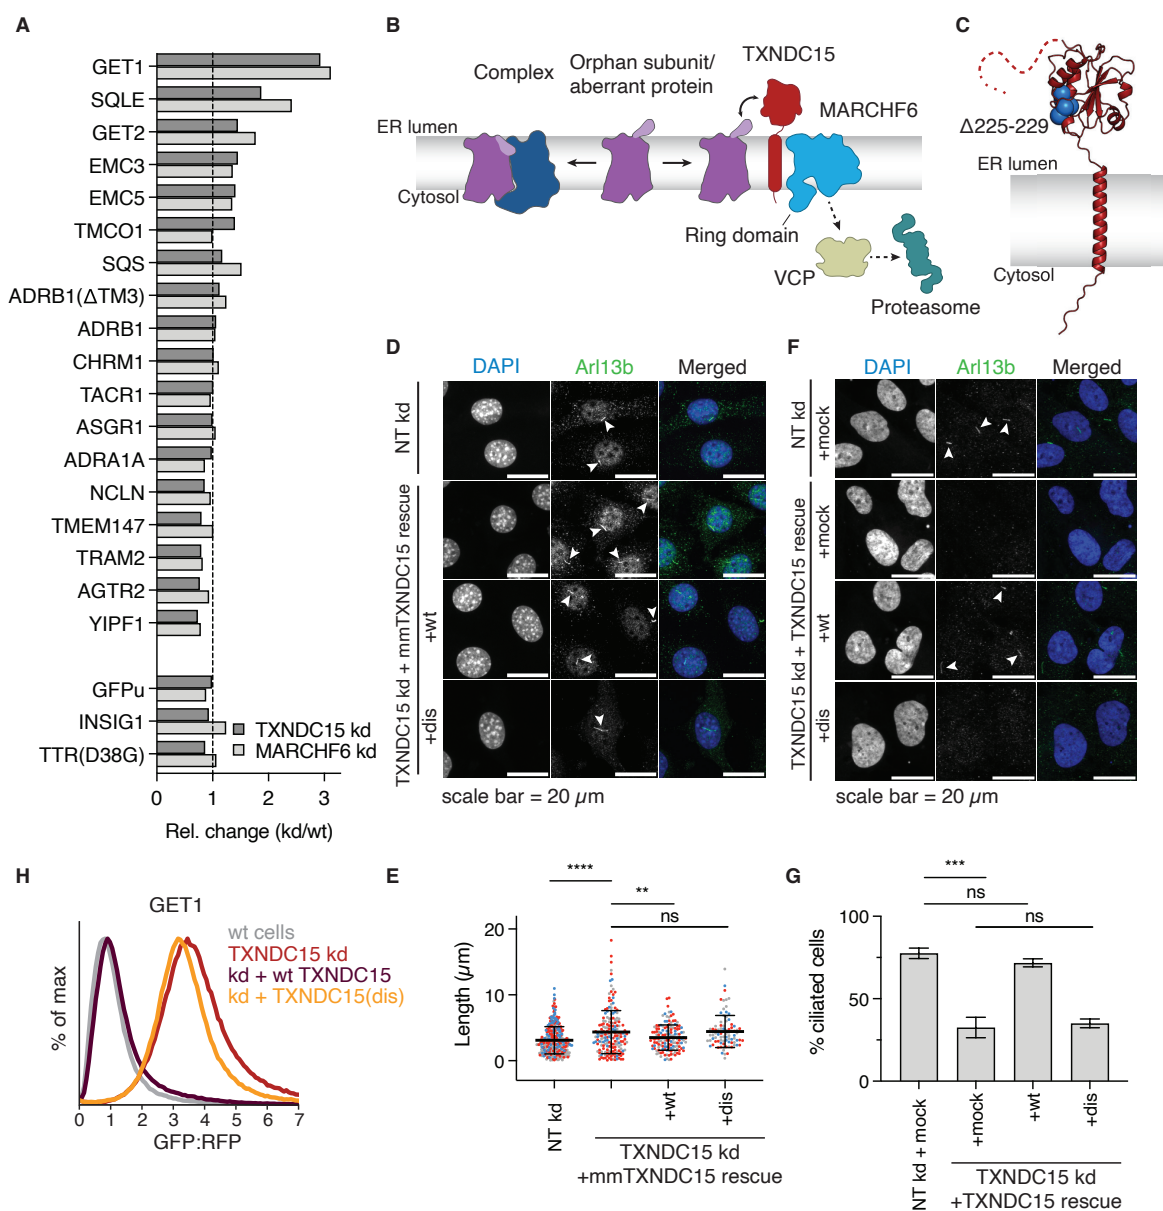 A
GET1
SQLE
GET2
EMC3
EMC5
TMCO1
SQS
ADRB1(ΔTM3)
ADRB1
CHRM1
TACR1
ASGR1
ADRA1A
NCLN
TMEM147
TRAM2
AGTR2
YIPF1
GFPu
INSIG1
TTR(D38G)
TXNDC15 kd
MARCHF6 kd
0 1 2 3
Rel. change (kd/wt)
B
Complex
Orphan subunit/
aberrant protein
TXNDC15
MARCHF6
ER lumen
Cytosol
Ring domain
VCP
Proteasome
C
Δ225-229
ER lumen
Cytosol
D
DAPI Arl13b Merged
NT kd
TXNDC15 kd + mmTXNDC15 rescue
+wt
+dis
scale bar = 20 µm
F
DAPI Arl13b Merged
NT kd
+mock
TXNDC15 kd + TXNDC15 rescue
+mock
+wt
+dis
scale bar = 20 µm
H
GET1
wt cells
TXNDC15 kd
kd + wt TXNDC15
kd + TXNDC15(dis)
% of max
0 1 2 3 4 5 6 7
GFP:RFP
E
****
**
ns
Length (µm)
20
10
0
NT kd
+wt
+dis
TXNDC15 kd
+mmTXNDC15 rescue
G
***
ns
ns
% ciliated cells
100
50
0
NT kd + mock
+mock
+wt
+dis
TXNDC15 kd
+TXNDC15 rescue